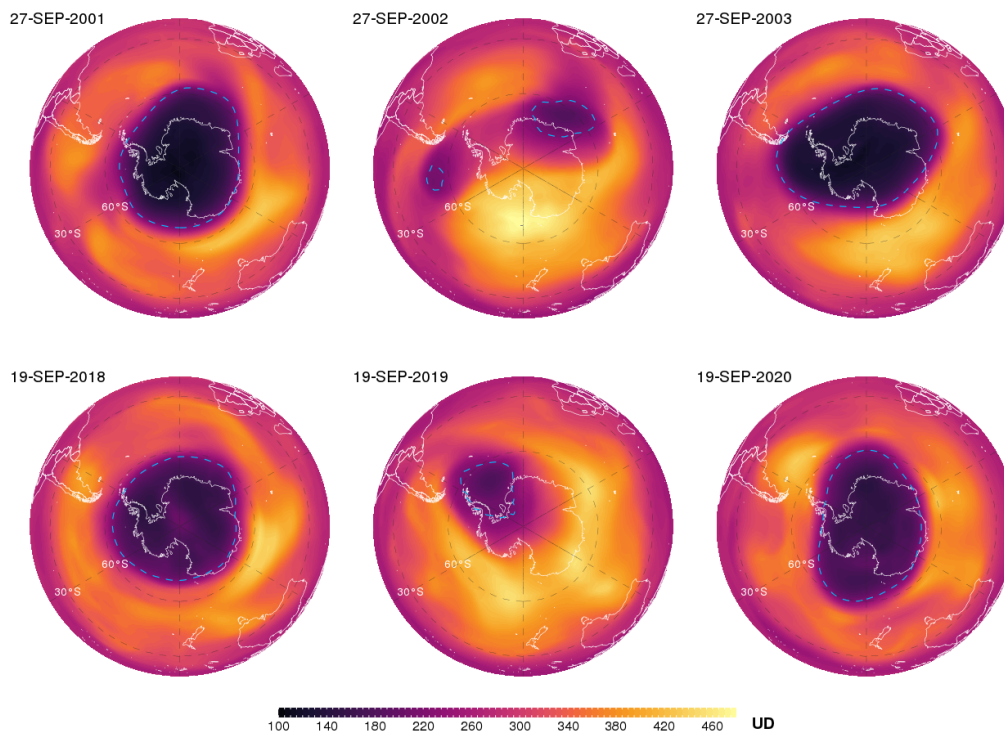 27-SEP-2001 27-SEP-2002 27-SEP-2003
60°S 60°S 60°S
30°S 30°S 30°S
19-SEP-2018 19-SEP-2019 19-SEP-2020
60°S 60°S 60°S
30°S 30°S 30°S
100 140 180 220 260 300 340 380 420 460 UD